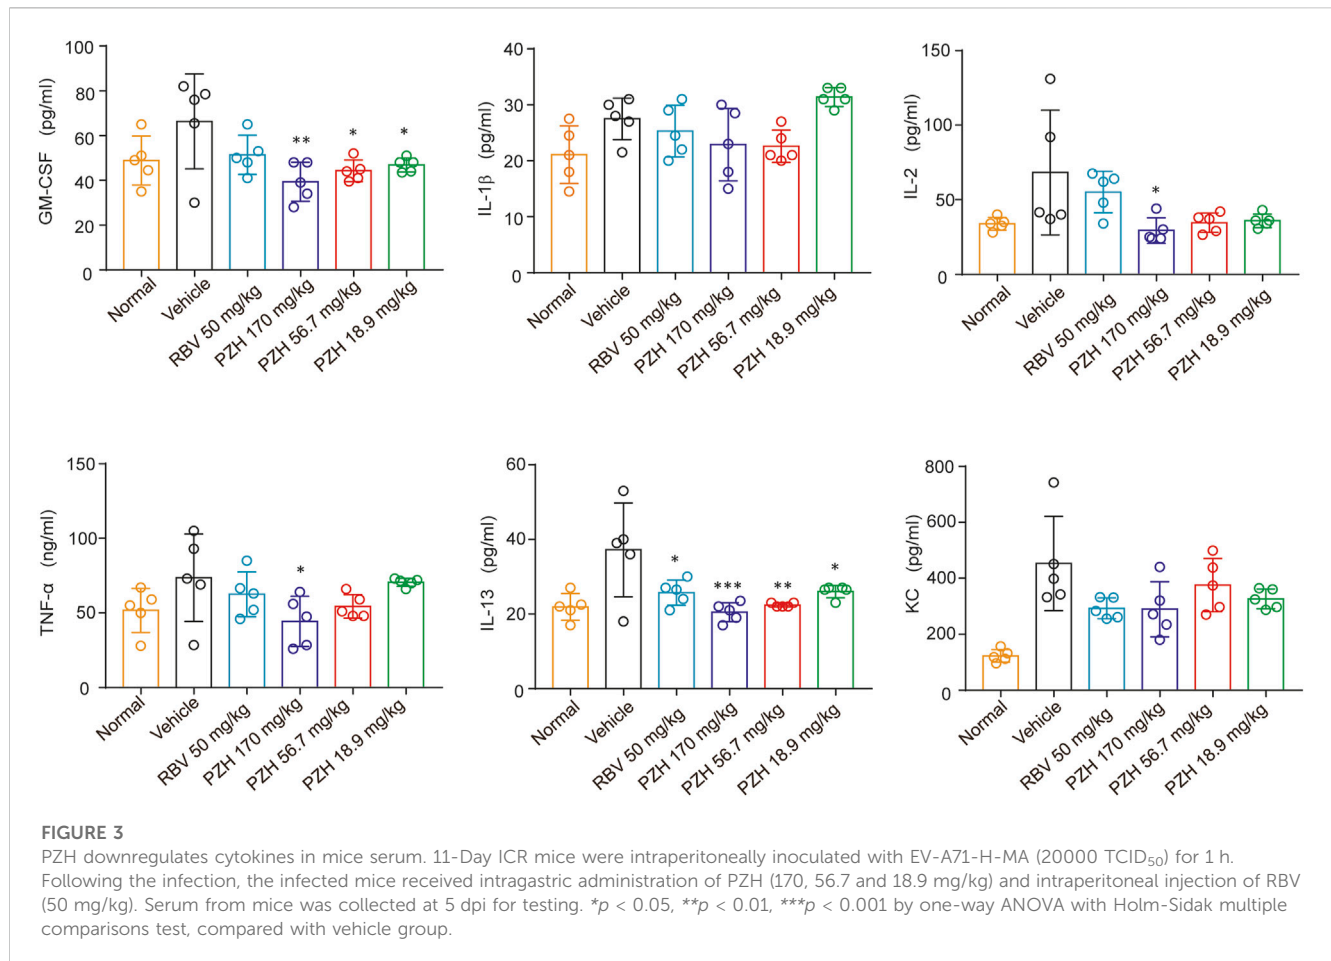 GM-CSF (pg/ml)
100
80
60
40
20
0
** * *
Normal
Vehicle
RBV 50 mg/kg
PZH 170 mg/kg
PZH 56.7 mg/kg
PZH 18.9 mg/kg
IL-1β (pg/ml)
40
30
20
10
0
Normal
Vehicle
RBV 50 mg/kg
PZH 170 mg/kg
PZH 56.7 mg/kg
PZH 18.9 mg/kg
IL-2 (pg/ml)
150
100
50
0
*
Normal
Vehicle
RBV 50 mg/kg
PZH 170 mg/kg
PZH 56.7 mg/kg
PZH 18.9 mg/kg
TNF-α (ng/ml)
150
100
50
0
*
Normal
Vehicle
RBV 50 mg/kg
PZH 170 mg/kg
PZH 56.7 mg/kg
PZH 18.9 mg/kg
IL-13 (pg/ml)
60
40
20
0
* *** ** *
Normal
Vehicle
RBV 50 mg/kg
PZH 170 mg/kg
PZH 56.7 mg/kg
PZH 18.9 mg/kg
KC (pg/ml)
800
600
400
200
0
Normal
Vehicle
RBV 50 mg/kg
PZH 170 mg/kg
PZH 56.7 mg/kg
PZH 18.9 mg/kg
FIGURE 3
PZH downregulates cytokines in mice serum. 11-Day ICR mice were intraperitoneally inoculated with EV-A71-H-MA (20000 TCID50) for 1 h.
Following the infection, the infected mice received intragastric administration of PZH (170, 56.7 and 18.9 mg/kg) and intraperitoneal injection of RBV
(50 mg/kg). Serum from mice was collected at 5 dpi for testing. *p < 0.05, **p < 0.01, ***p < 0.001 by one-way ANOVA with Holm-Sidak multiple
comparisons test, compared with vehicle group.